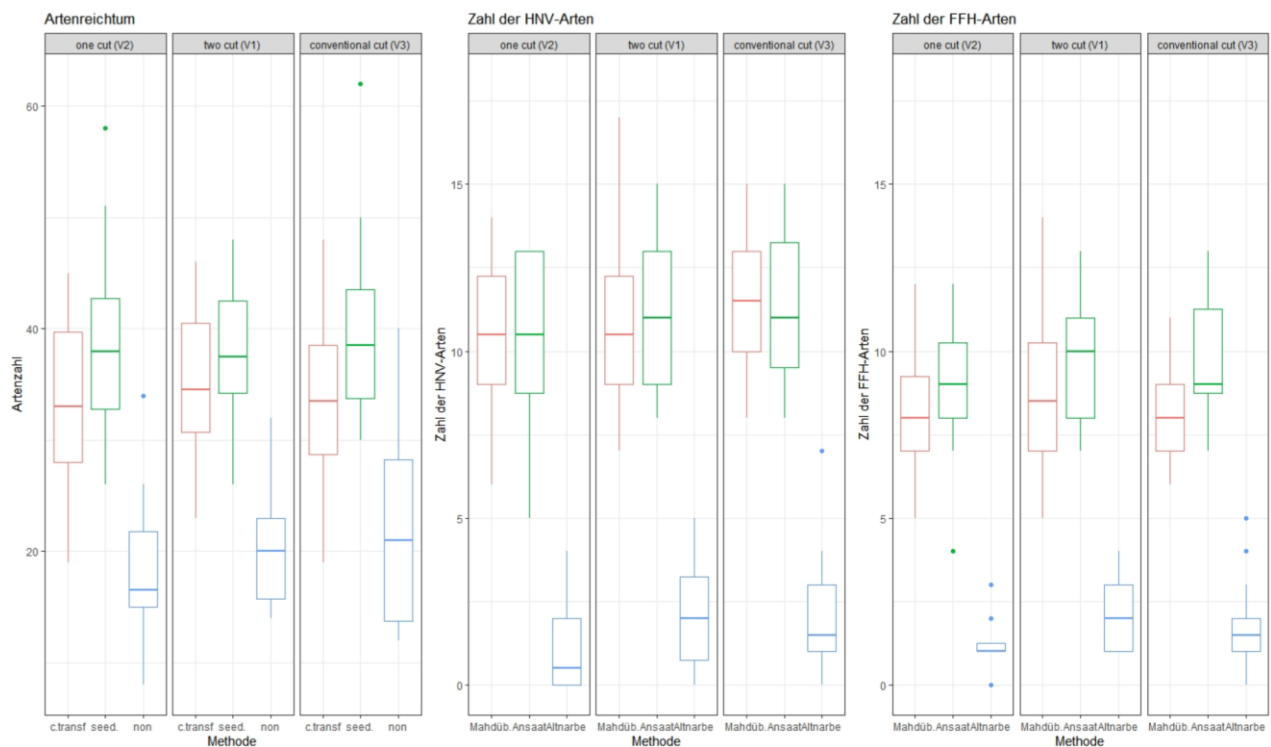 Artenreichtum
one cut (V2) two cut (V1) conventional cut (V3)
60
40
20
Artenzahl
c.transf seed. non c.transf seed. non c.transf seed. non
Methode
Zahl der HNV-Arten
one cut (V2) two cut (V1) conventional cut (V3)
15
10
5
0
Zahl der HNV-Arten
Mahdüb. Ansaat Altnarbe Mahdüb. Ansaat Altnarbe Mahdüb. Ansaat Altnarbe
Methode
Zahl der FFH-Arten
one cut (V2) two cut (V1) conventional cut (V3)
15
10
5
0
Zahl der FFH-Arten
Mahdüb. Ansaat Altnarbe Mahdüb. Ansaat Altnarbe Mahdüb. Ansaat Altnarbe
Methode